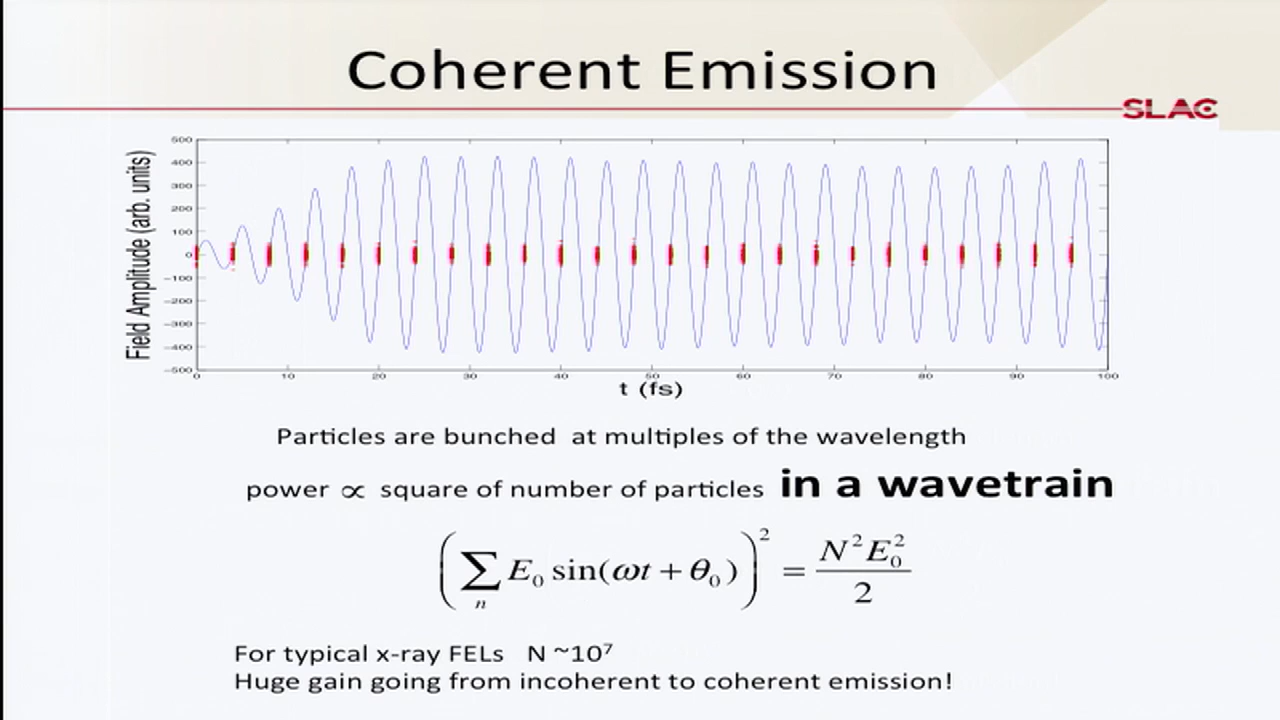 Coherent Emission
SLAC
Field Amplitude (arb. units)
500
400
300
200
100
0
−100
−200
−300
−400
−500
0 10 20 30 40 50 60 70 80 90 100
t (fs)
Particles are bunched at multiples of the wavelength
power ∝ square of number of particles in a wavetrain
(∑ₙ E₀ sin(ωt + θ₀))² = N²E₀² / 2
For typical x-ray FELs N ~10⁷
Huge gain going from incoherent to coherent emission!